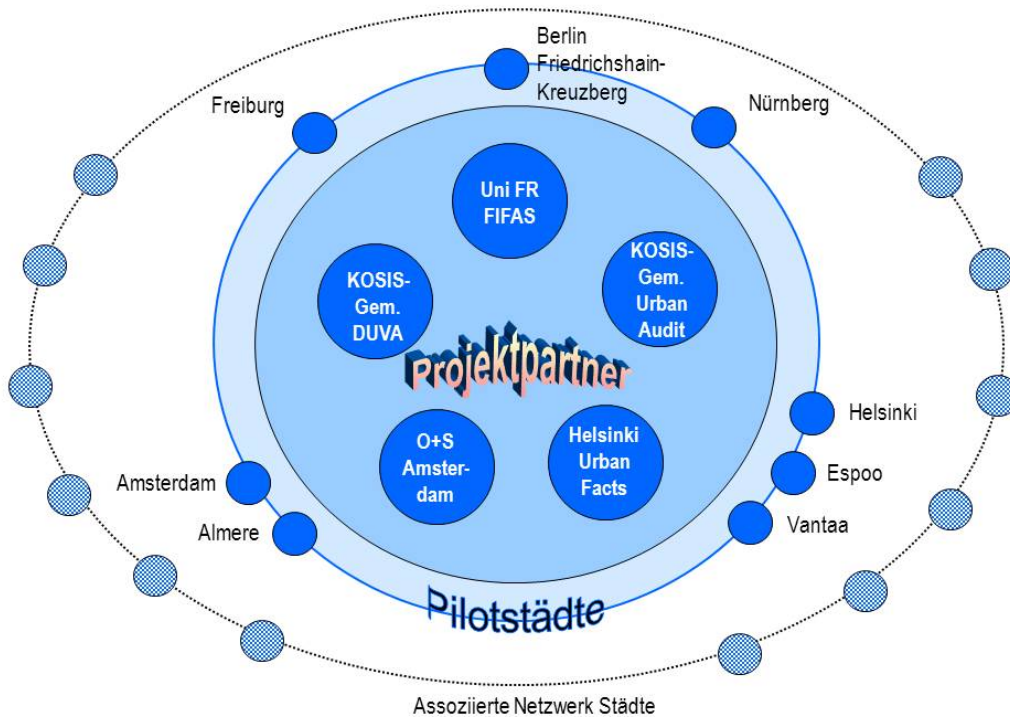 Berlin
Friedrichshain-
Kreuzberg
Freiburg
Nürnberg
Uni FR
FIFAS
KOSIS-
Gem.
DUVA
KOSIS-
Gem.
Urban
Audit
Projektpartner
O+S
Amster-
dam
Helsinki
Urban
Facts
Helsinki
Espoo
Vantaa
Amsterdam
Almere
Pilotstädte
Assoziierte Netzwerk Städte